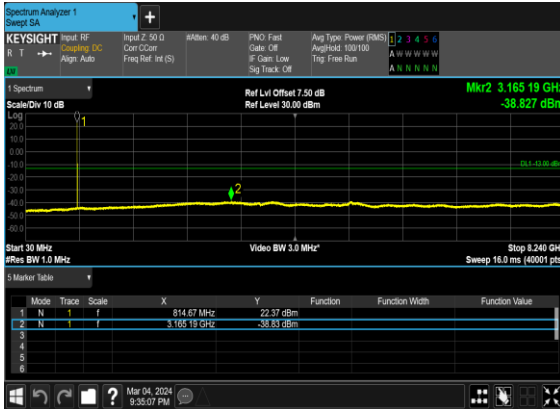 Spectrum Analyzer 1
Swept SA
+
KEYSIGHT Input: RF Input Z: 50 Ω #Atten: 40 dB PNO: Fast Avg Type: Power (RMS) 1 2 3 4 5 6
R T Coupling: DC Corr CCorr Gate: Off Avg|Hold: 100/100 A W W W W W
Align: Auto Freq Ref: Int (S) IF Gain: Low Trig: Free Run
Sig Track: Off A N N N N N
1 Spectrum
Ref Lvl Offset 7.50 dB Mkr2 3.165 19 GHz
Scale/Div 10 dB Ref Level 30.00 dBm -38.827 dBm
Log
20.0
10.0
0.00
-10.0
DL1 -13.00 dBm
-20.0
-30.0
-40.0
-50.0
-60.0
1
2
Start 30 MHz Video BW 3.0 MHz* Stop 8.240 GH
#Res BW 1.0 MHz Sweep 16.0 ms (40001 pts
5 Marker Table
Mode Trace Scale X Y Function Function Width Function Value
1 N 1 f 814.67 MHz 22.37 dBm
2 N 1 f 3.165 19 GHz -38.83 dBm
3
4
5
6
? Mar 04, 2024
9:35:07 PM